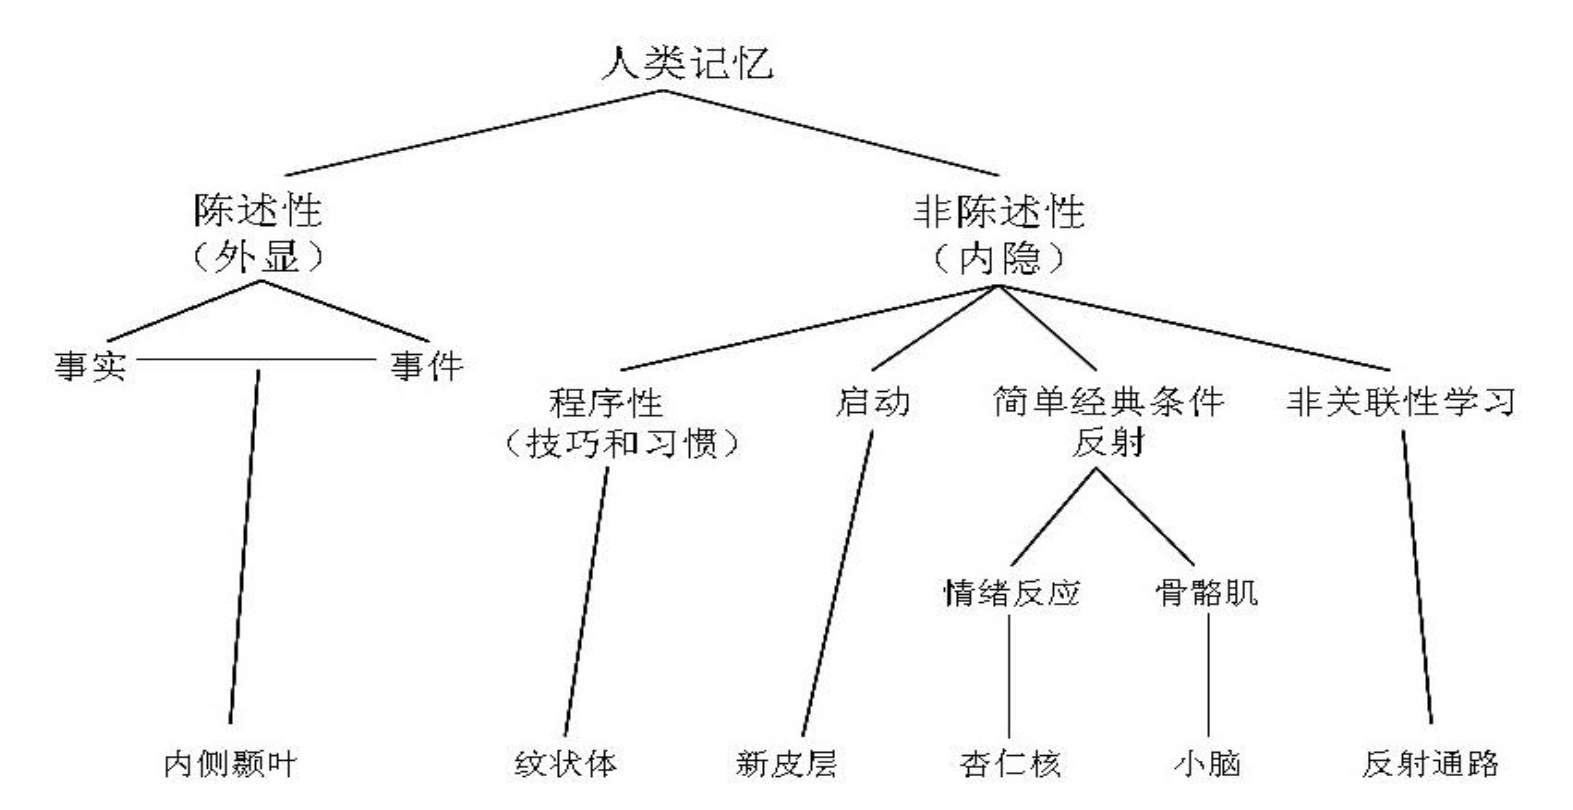 人类记忆
陈述性
（外显）
非陈述性
（内隐）
事实
事件
程序性
（技巧和习惯）
启动
简单经典条件
反射
非关联性学习
情绪反应
骨骼肌
内侧颞叶
纹状体
新皮层
杏仁核
小脑
反射通路